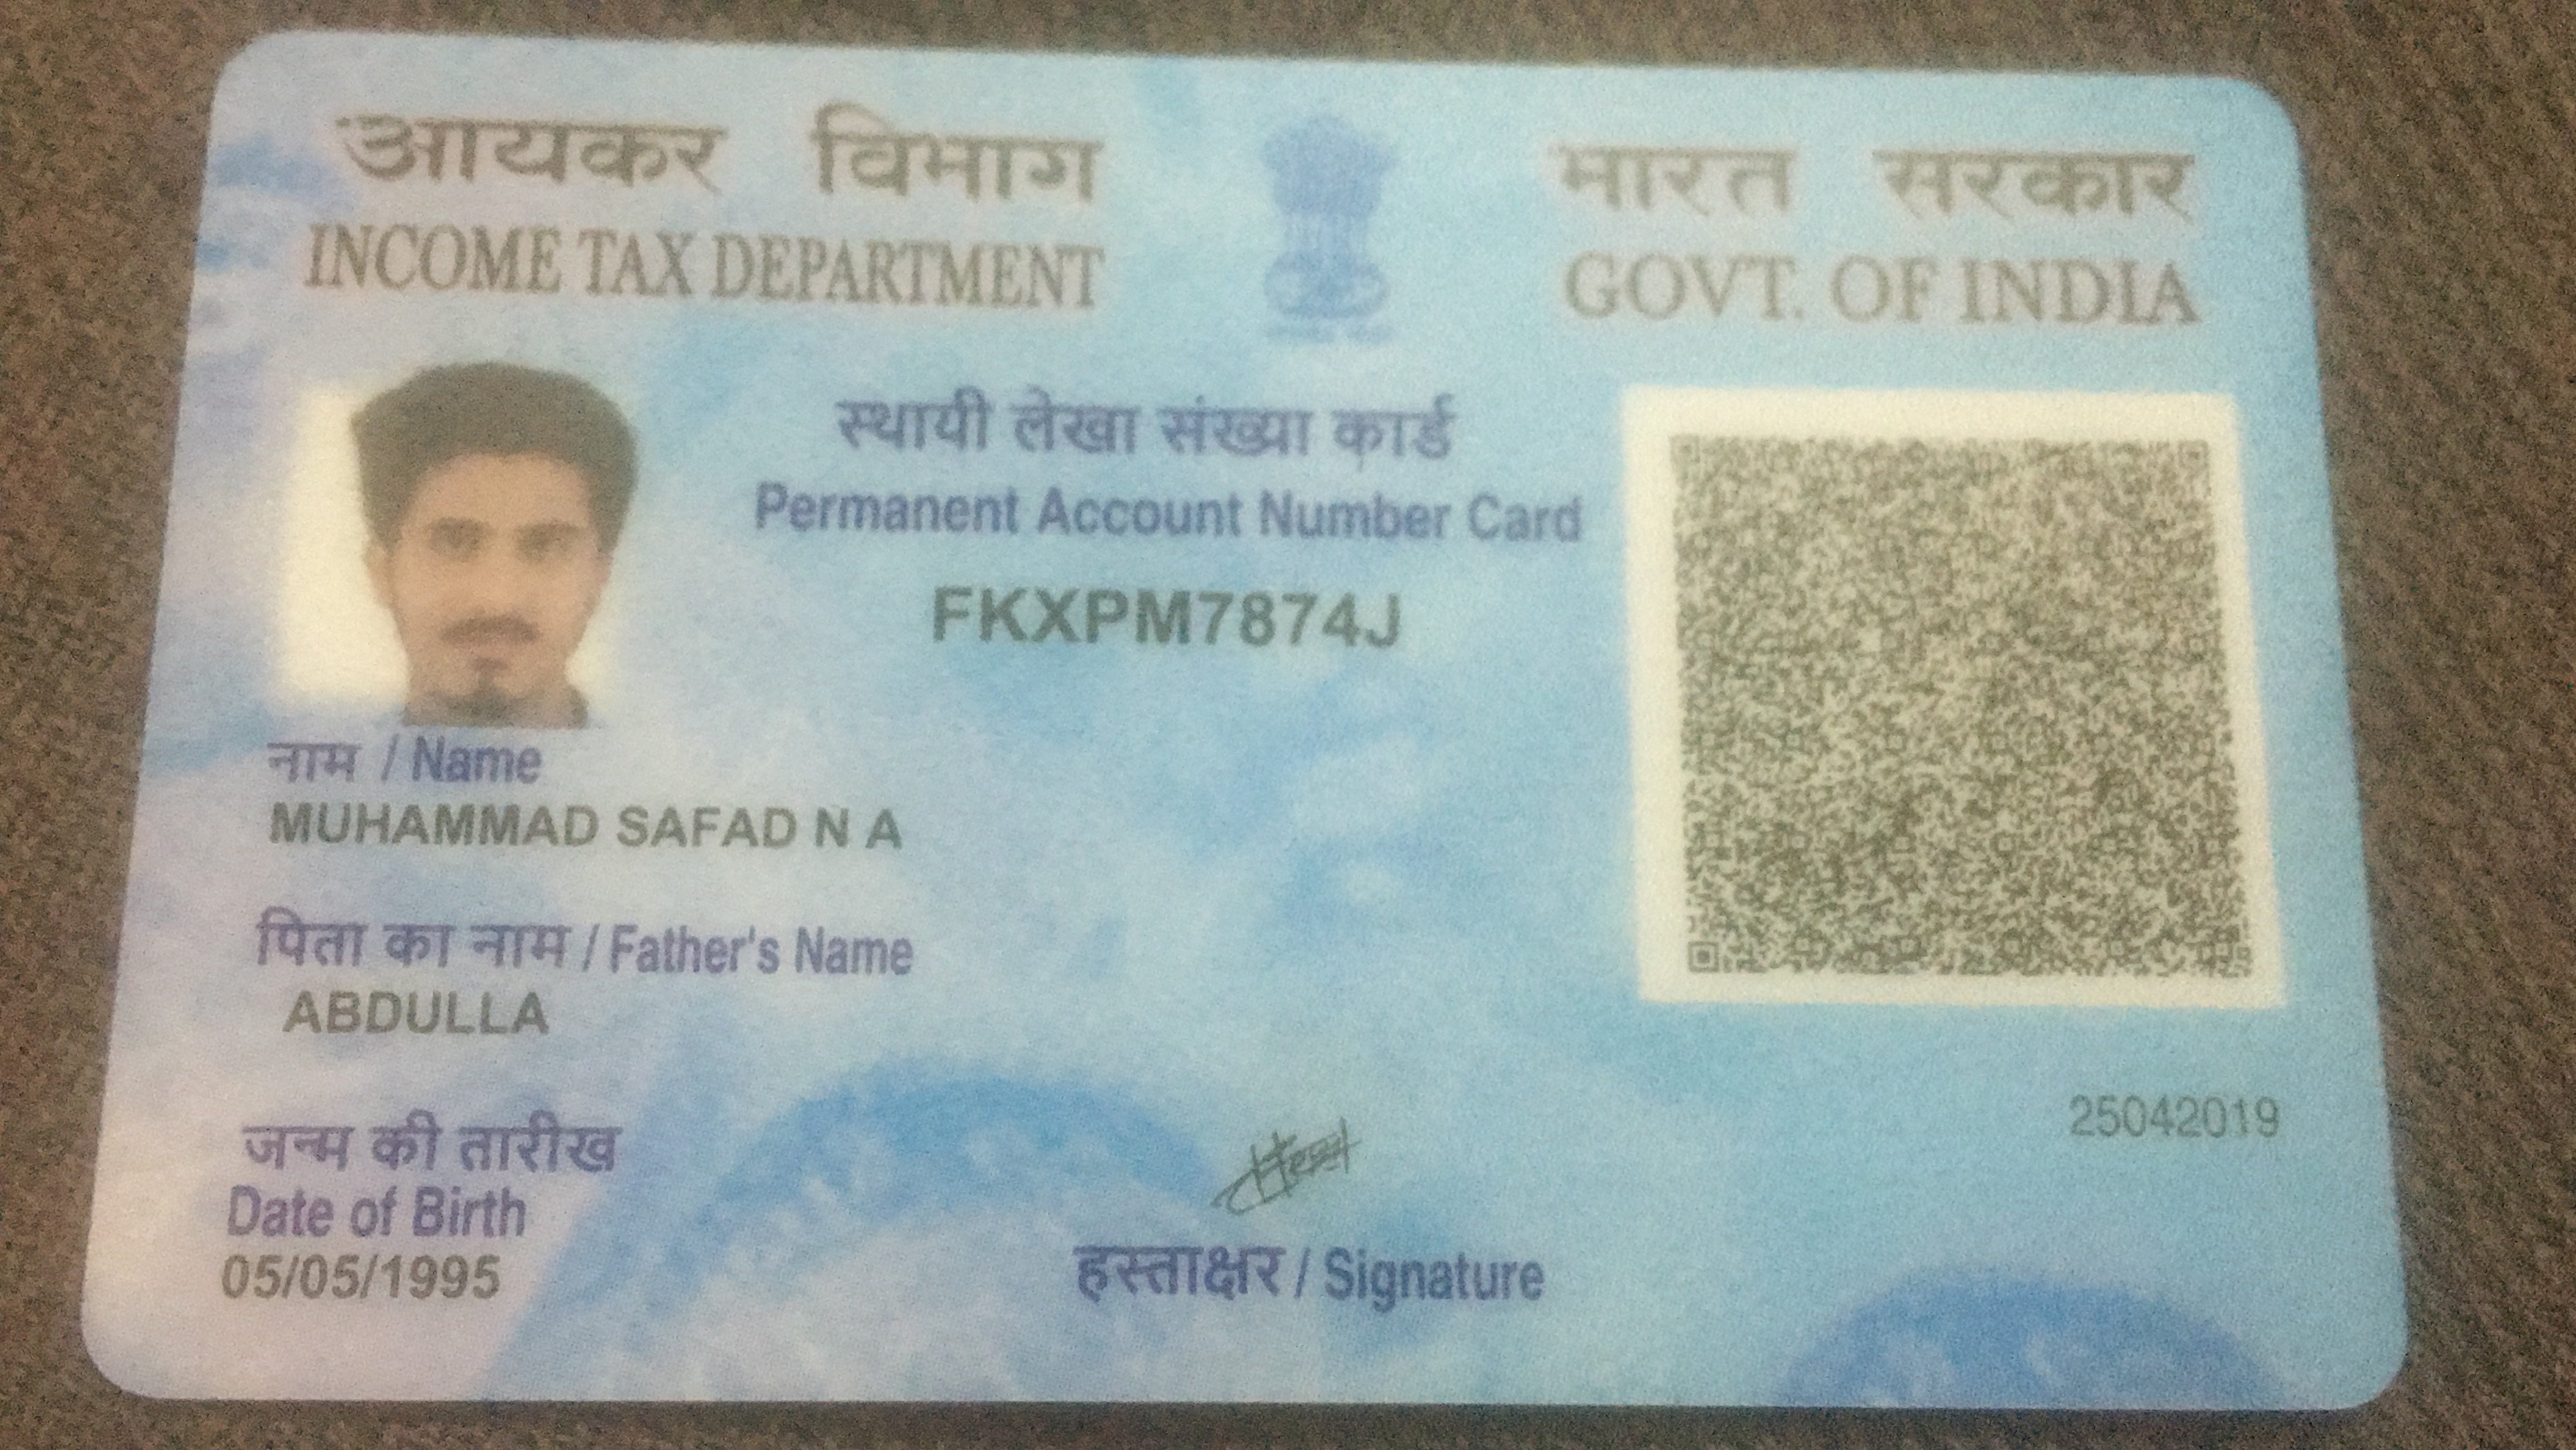 आयकर विभाग
INCOME TAX DEPARTMENT
भारत सरकार
GOVT. OF INDIA
स्थायी लेखा संख्या कार्ड
Permanent Account Number Card
FKXPM7874J
नाम / Name
MUHAMMAD SAFAD N A
पिता का नाम / Father's Name
ABDULLA
जन्म की तारीख
Date of Birth
05/05/1995
हस्ताक्षर / Signature
25042019